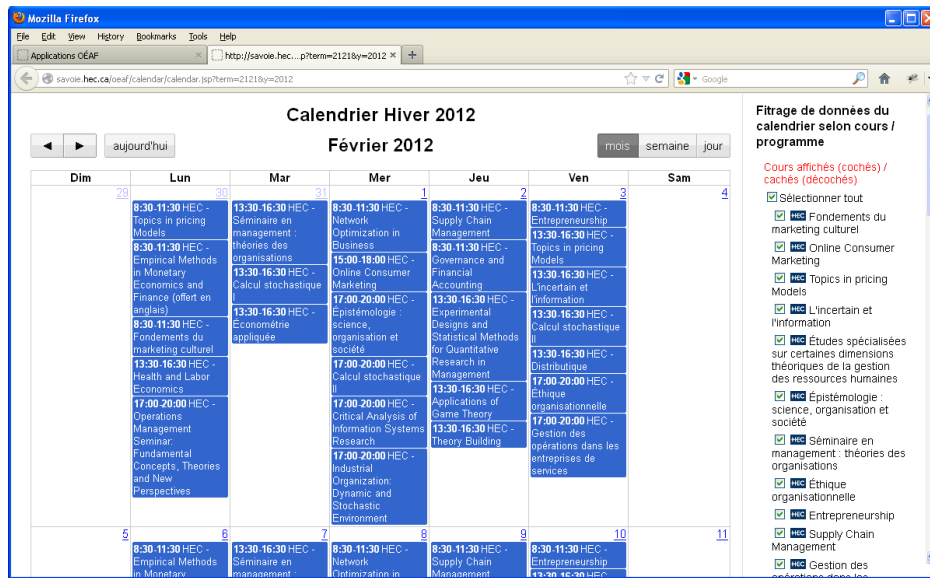 Mozilla Firefox
File Edit View History Bookmarks Tools Help
Applications OÉAF
http://savoie.hec....p?term=2121&y=2012
savoie.hec.ca/oeaf/calendar/calendar.jsp?term=2121&y=2012
Google
Calendrier Hiver 2012
aujourd'hui
Février 2012
mois semaine jour
Dim Lun Mar Mer Jeu Ven Sam
29 30 31 1 2 3 4
8:30-11:30 HEC -
Topics in pricing
Models
8:30-11:30 HEC -
Empirical Methods
in Monetary
Economics and
Finance (offert en
anglais)
8:30-11:30 HEC -
Fondements du
marketing culturel
13:30-16:30 HEC -
Health and Labor
Economics
17:00-20:00 HEC -
Operations
Management
Seminar:
Fundamental
Concepts, Theories
and New
Perspectives
13:30-16:30 HEC -
Séminaire en
management :
théories des
organisations
13:30-16:30 HEC -
Calcul stochastique
I
13:30-16:30 HEC -
Économétrie
appliquée
8:30-11:30 HEC -
Network
Optimization in
Business
15:00-18:00 HEC -
Online Consumer
Marketing
17:00-20:00 HEC -
Épistémologie :
science,
organisation et
société
17:00-20:00 HEC -
Calcul stochastique
II
17:00-20:00 HEC -
Critical Analysis of
Information Systems
Research
17:00-20:00 HEC -
Industrial
Organization:
Dynamic and
Stochastic
Environment
8:30-11:30 HEC -
Supply Chain
Management
8:30-11:30 HEC -
Governance and
Financial
Accounting
13:30-16:30 HEC -
Experimental
Designs and
Statistical Methods
for Quantitative
Research in
Management
13:30-16:30 HEC -
Applications of
Game Theory
13:30-16:30 HEC -
Theory Building
8:30-11:30 HEC -
Entrepreneurship
13:30-16:30 HEC -
Topics in pricing
Models
13:30-16:30 HEC -
L'incertain et
l'information
13:30-16:30 HEC -
Calcul stochastique
II
13:30-16:30 HEC -
Distributique
17:00-20:00 HEC -
Éthique
organisationnelle
17:00-20:00 HEC -
Gestion des
opérations dans les
entreprises de
services
5 6 7 8 9 10 11
8:30-11:30 HEC -
Empirical Methods
in Monetary
13:30-16:30 HEC -
Séminaire en
management :
8:30-11:30 HEC -
Network
Optimization in
8:30-11:30 HEC -
Supply Chain
Management
8:30-11:30 HEC -
Entrepreneurship
13:30-16:30 HEC -
Fitrage de données du
calendrier selon cours /
programme
Cours affichés (cochés) /
cachés (décochés)
Sélectionner tout
HEC Fondements du
marketing culturel
HEC Online Consumer
Marketing
HEC Topics in pricing
Models
HEC L'incertain et
l'information
HEC Études spécialisées
sur certaines dimensions
théoriques de la gestion
des ressources humaines
HEC Épistémologie :
science, organisation et
société
HEC Séminaire en
management : théories des
organisations
HEC Éthique
organisationnelle
HEC Entrepreneurship
HEC Supply Chain
Management
HEC Gestion des
opérations dans les